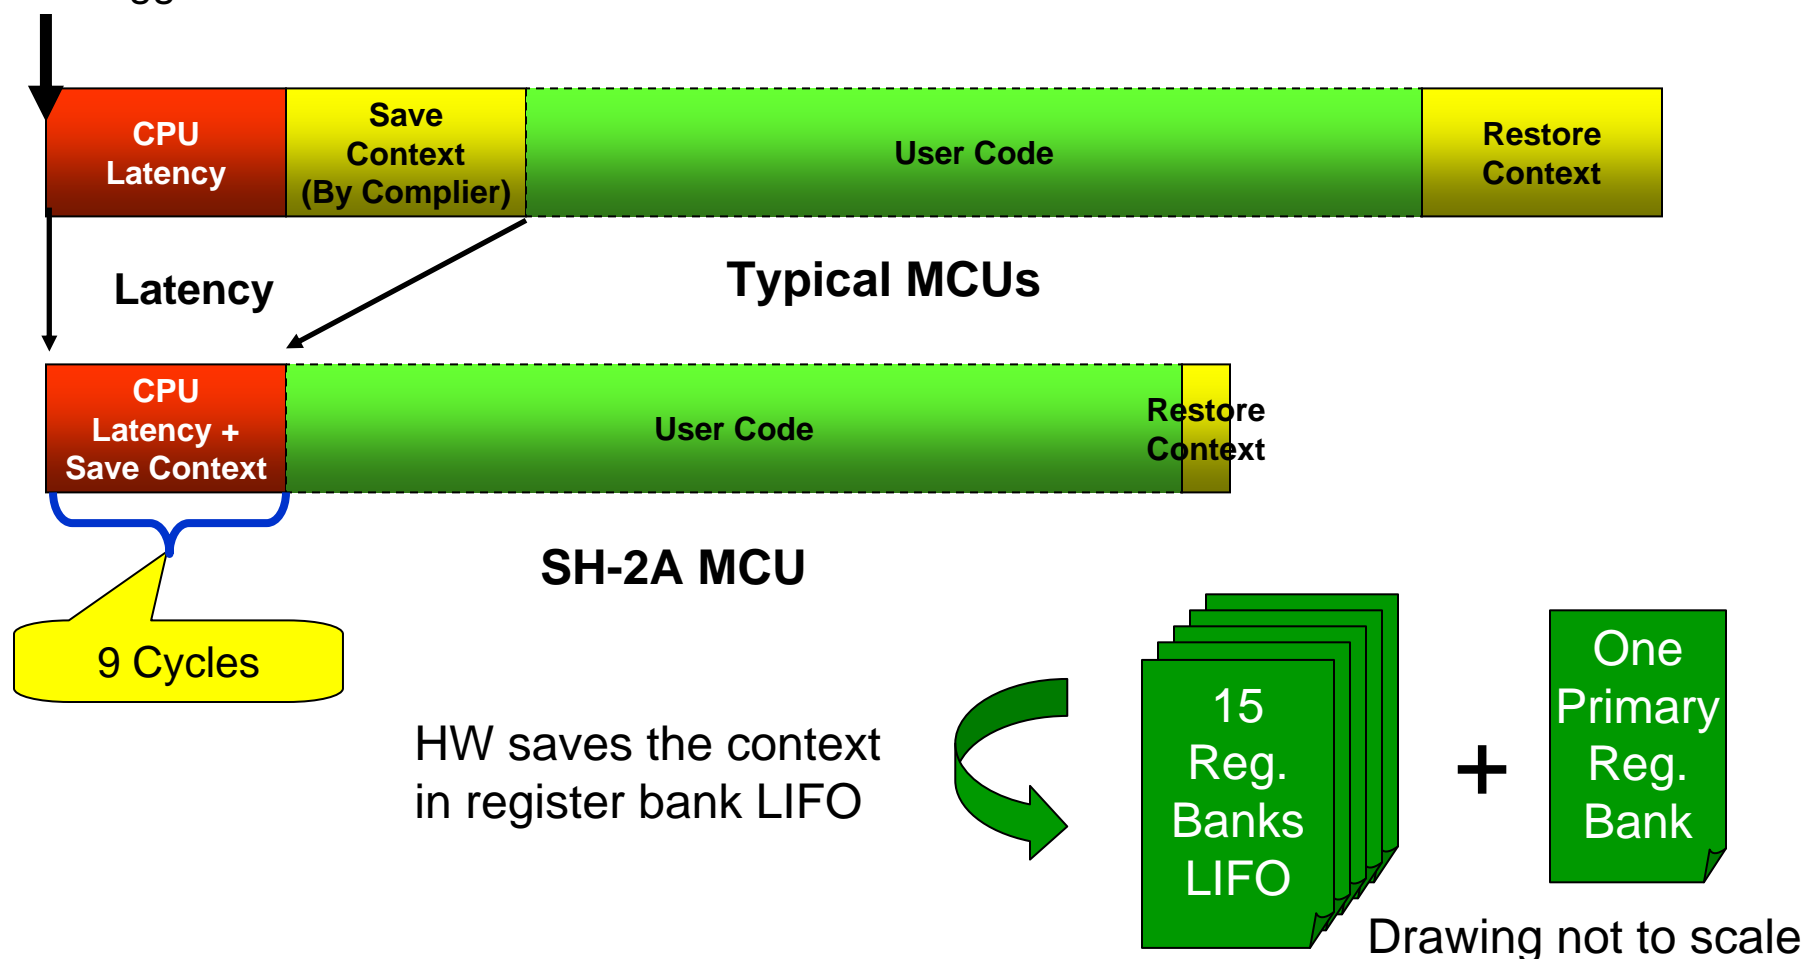 CPU
Latency
Save
Context
(By Complier)
User Code
Restore
Context
Latency
Typical MCUs
CPU
Latency +
Save Context
User Code
Restore
Context
9 Cycles
SH-2A MCU
HW saves the context
in register bank LIFO
15
Reg.
Banks
LIFO
+
One
Primary
Reg.
Bank
Drawing not to scale